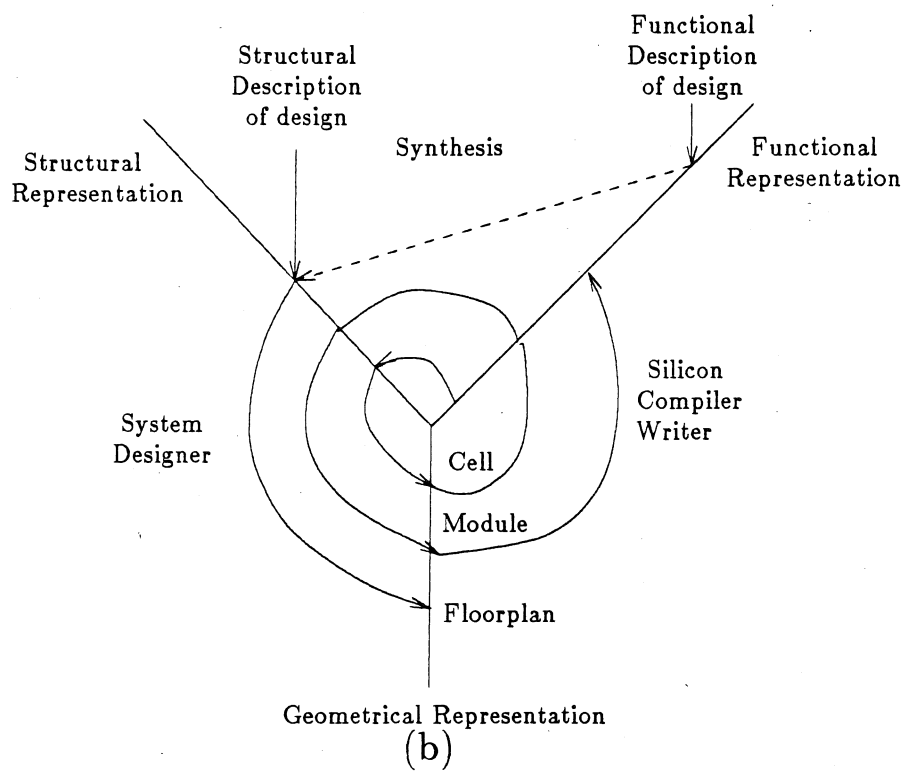 Structural
Description
of design
Functional
Description
of design
Structural
Representation
Synthesis
Functional
Representation
System
Designer
Silicon
Compiler
Writer
Cell
Module
Floorplan
Geometrical Representation
(b)